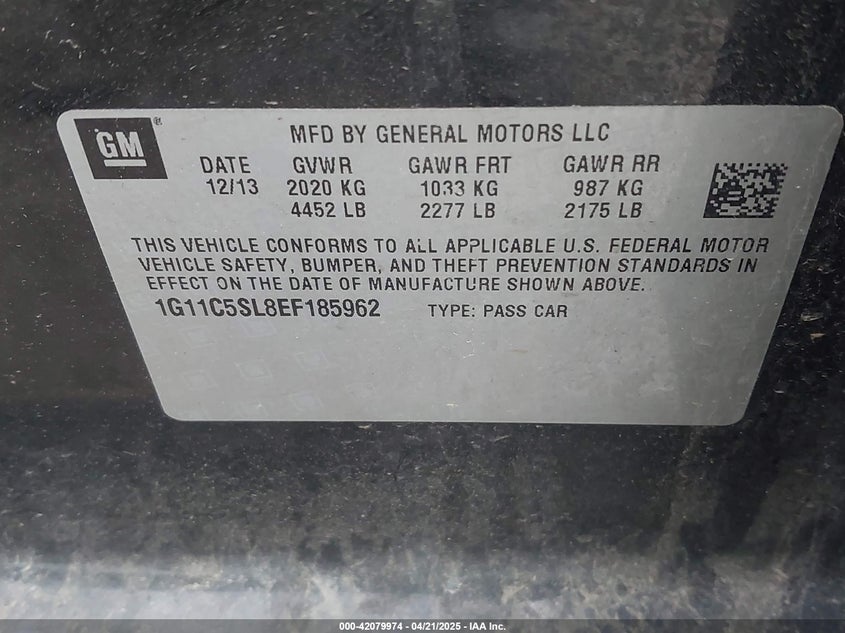 GM®
MFD BY GENERAL MOTORS LLC
DATE GVWR GAWR FRT GAWR RR
12/13 2020 KG 1033 KG 987 KG
4452 LB 2277 LB 2175 LB
THIS VEHICLE CONFORMS TO ALL APPLICABLE U.S. FEDERAL MOTOR
VEHICLE SAFETY, BUMPER, AND THEFT PREVENTION STANDARDS IN
EFFECT ON THE DATE OF MANUFACTURE SHOWN ABOVE.
1G11C5SL8EF185962 TYPE: PASS CAR
000-42079974 - 04/21/2025 - IAA Inc.